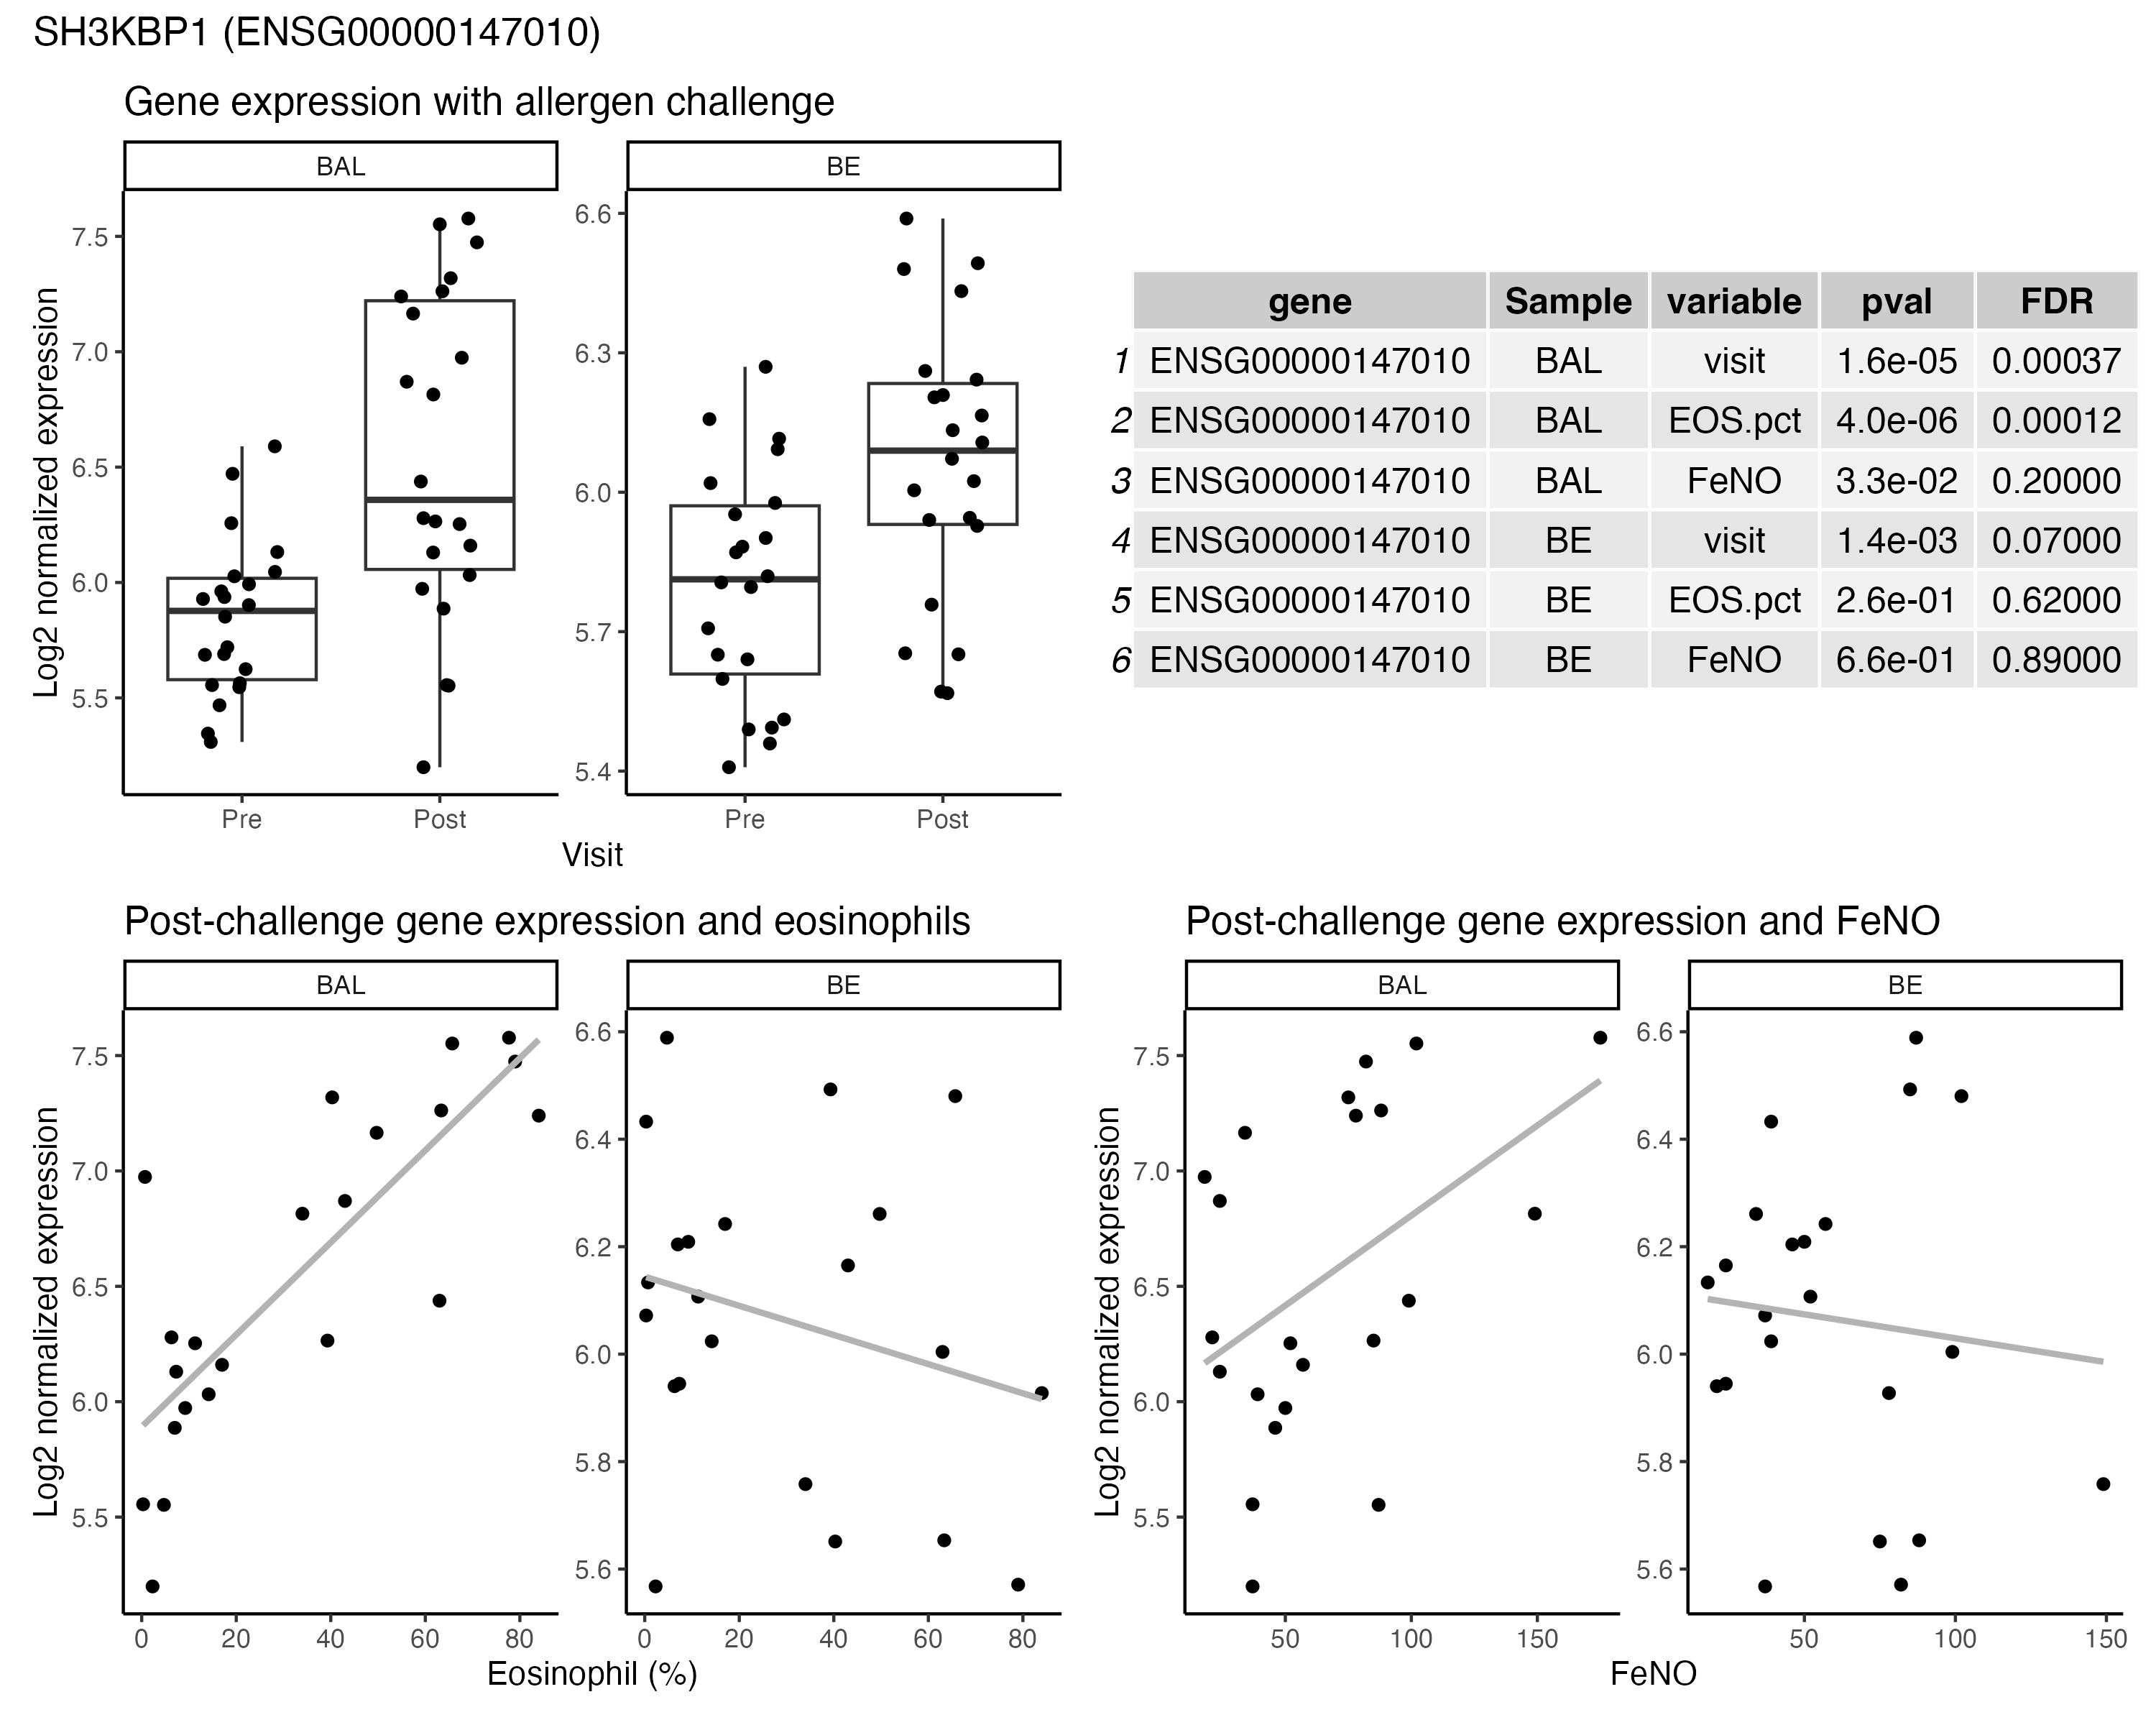 SH3KBP1 (ENSG00000147010)
Gene expression with allergen challenge
BAL
BE
Log2 normalized expression
7.5
7.0
6.5
6.0
5.5
6.6
6.3
6.0
5.7
5.4
Pre
Post
Pre
Post
Visit
gene Sample variable pval FDR
1 ENSG00000147010 BAL visit 1.6e-05 0.00037
2 ENSG00000147010 BAL EOS.pct 4.0e-06 0.00012
3 ENSG00000147010 BAL FeNO 3.3e-02 0.20000
4 ENSG00000147010 BE visit 1.4e-03 0.07000
5 ENSG00000147010 BE EOS.pct 2.6e-01 0.62000
6 ENSG00000147010 BE FeNO 6.6e-01 0.89000
Post-challenge gene expression and eosinophils
BAL
BE
Log2 normalized expression
7.5
7.0
6.5
6.0
5.5
6.6
6.4
6.2
6.0
5.8
5.6
0 20 40 60 80
0 20 40 60 80
Eosinophil (%)
Post-challenge gene expression and FeNO
BAL
BE
Log2 normalized expression
7.5
7.0
6.5
6.0
5.5
6.6
6.4
6.2
6.0
5.8
5.6
50 100 150
50 100 150
FeNO